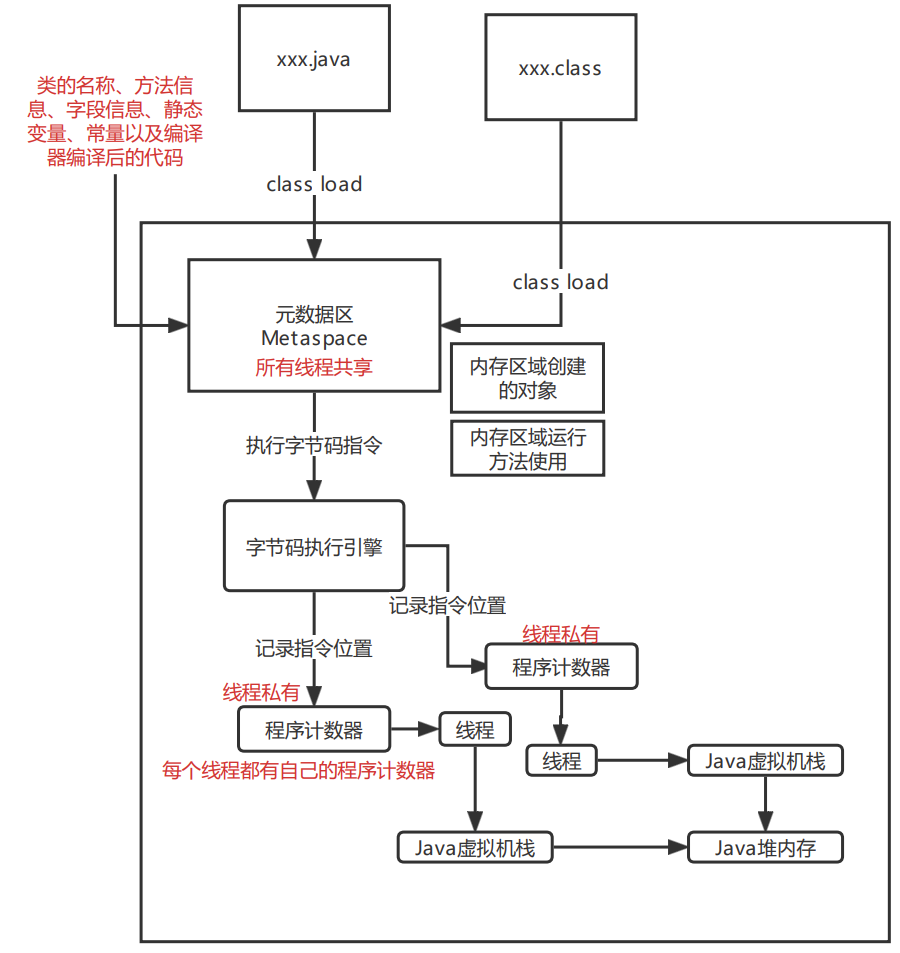 xxx.java
xxx.class
类的名称、方法信
息、字段信息、静态
变量、常量以及编译
器编译后的代码
class load
class load
元数据区
Metaspace
所有线程共享
内存区域创建
的对象
内存区域运行
方法使用
执行字节码指令
字节码执行引擎
记录指令位置
记录指令位置
线程私有
程序计数器
线程私有
程序计数器
线程
每个线程都有自己的程序计数器
线程
Java虚拟机栈
Java虚拟机栈
Java堆内存